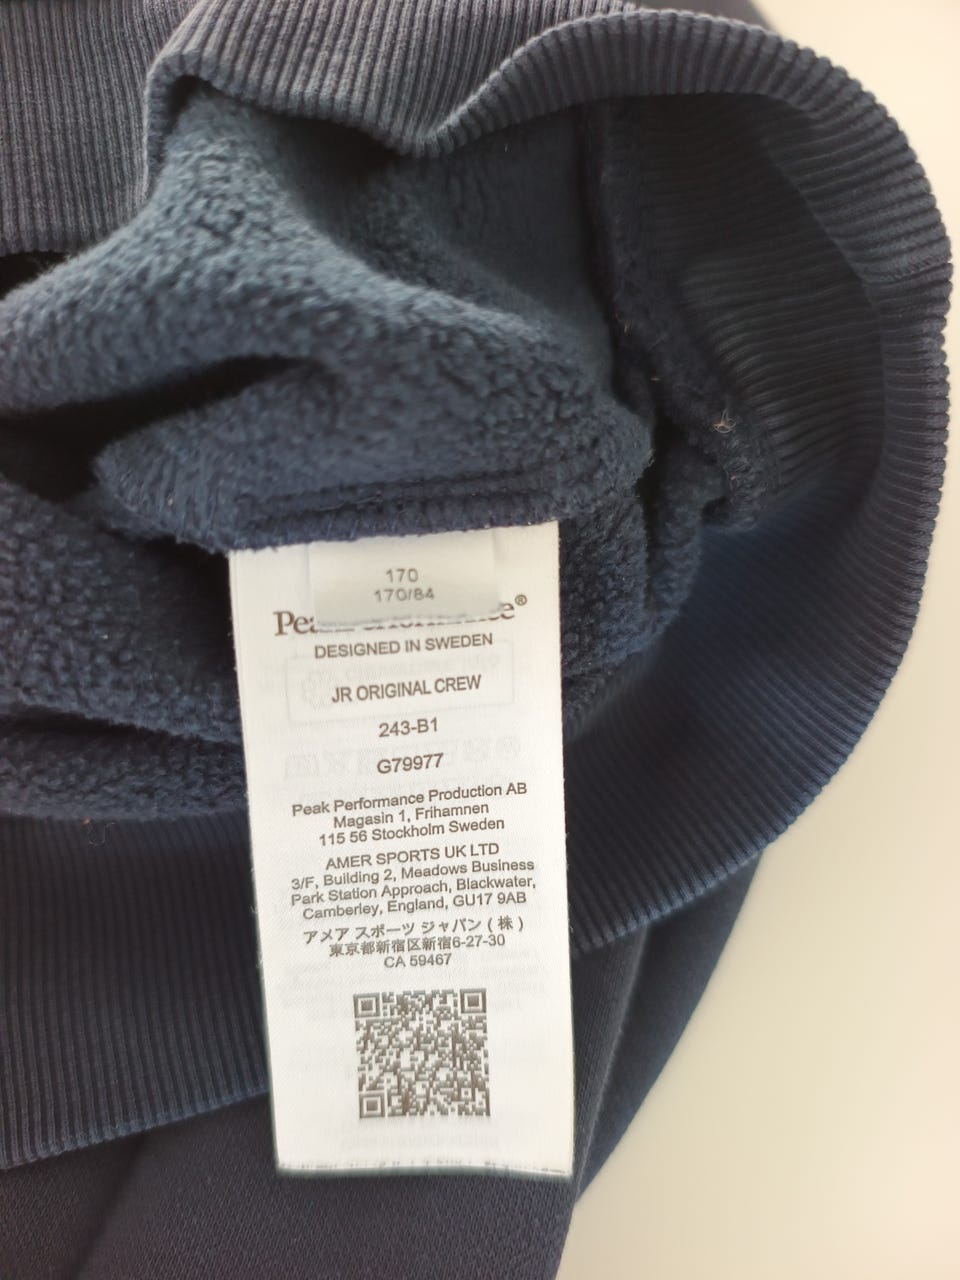 170
170/84
Peak Performance®
DESIGNED IN SWEDEN
JR ORIGINAL CREW
243-B1
G79977
Peak Performance Production AB
Magasin 1, Frihamnen
115 56 Stockholm Sweden
AMER SPORTS UK LTD
3/F, Building 2, Meadows Business
Park Station Approach, Blackwater,
Camberley, England, GU17 9AB
アメア スポーツ ジャパン ( 株 )
東京都新宿区新宿6-27-30
CA 59467